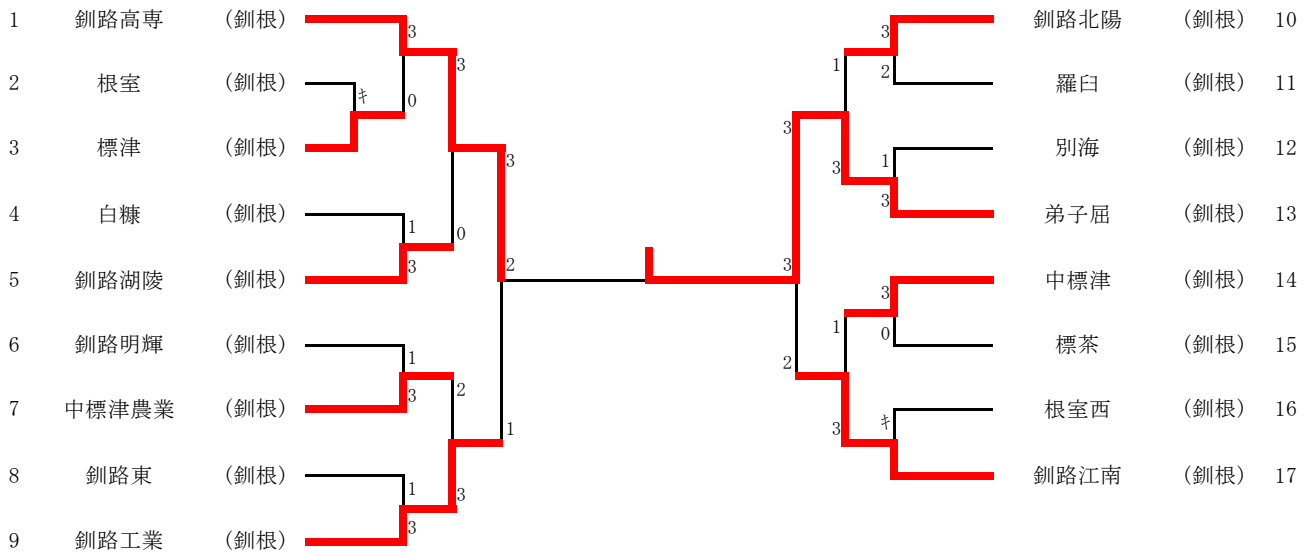 1 釧路高専 (釧根)
2 根室 (釧根)
3 標津 (釧根)
4 白糠 (釧根)
5 釧路湖陵 (釧根)
6 釧路明輝 (釧根)
7 中標津農業 (釧根)
8 釧路東 (釧根)
9 釧路工業 (釧根)
3
ｷ
0
1
3
1
3
1
3
3
0
2
3
3
1
2
3
3
2
1
3
1
3
3
2
1
3
3
0
ｷ
釧路北陽 (釧根) 10
羅臼 (釧根) 11
別海 (釧根) 12
弟子屈 (釧根) 13
中標津 (釧根) 14
標茶 (釧根) 15
根室西 (釧根) 16
釧路江南 (釧根) 17